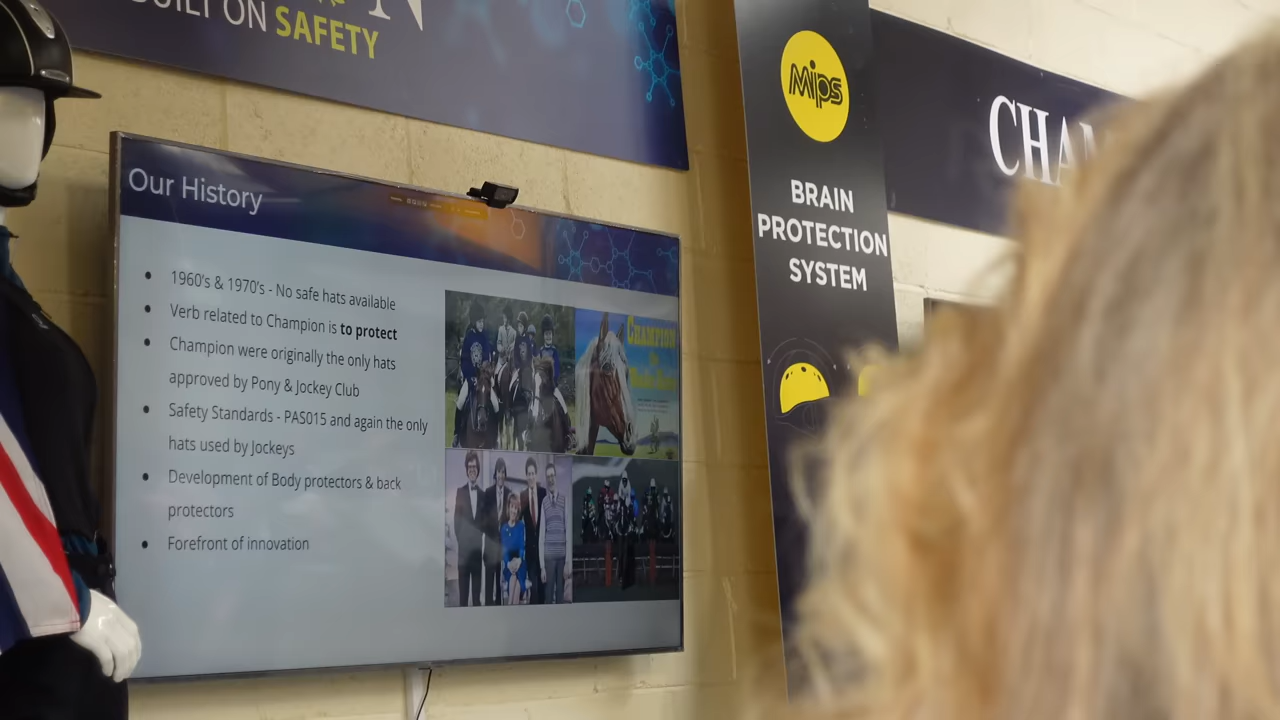 BUILT ON SAFETY
Our History
1960's & 1970's - No safe hats available
Verb related to Champion is to protect
Champion were originally the only hats
approved by Pony & Jockey Club
Safety Standards - PAS015 and again the only
hats used by Jockeys
Development of Body protectors & back
protectors
Forefront of innovation
CHAMPION
Mips
BRAIN
PROTECTION
SYSTEM
CHA